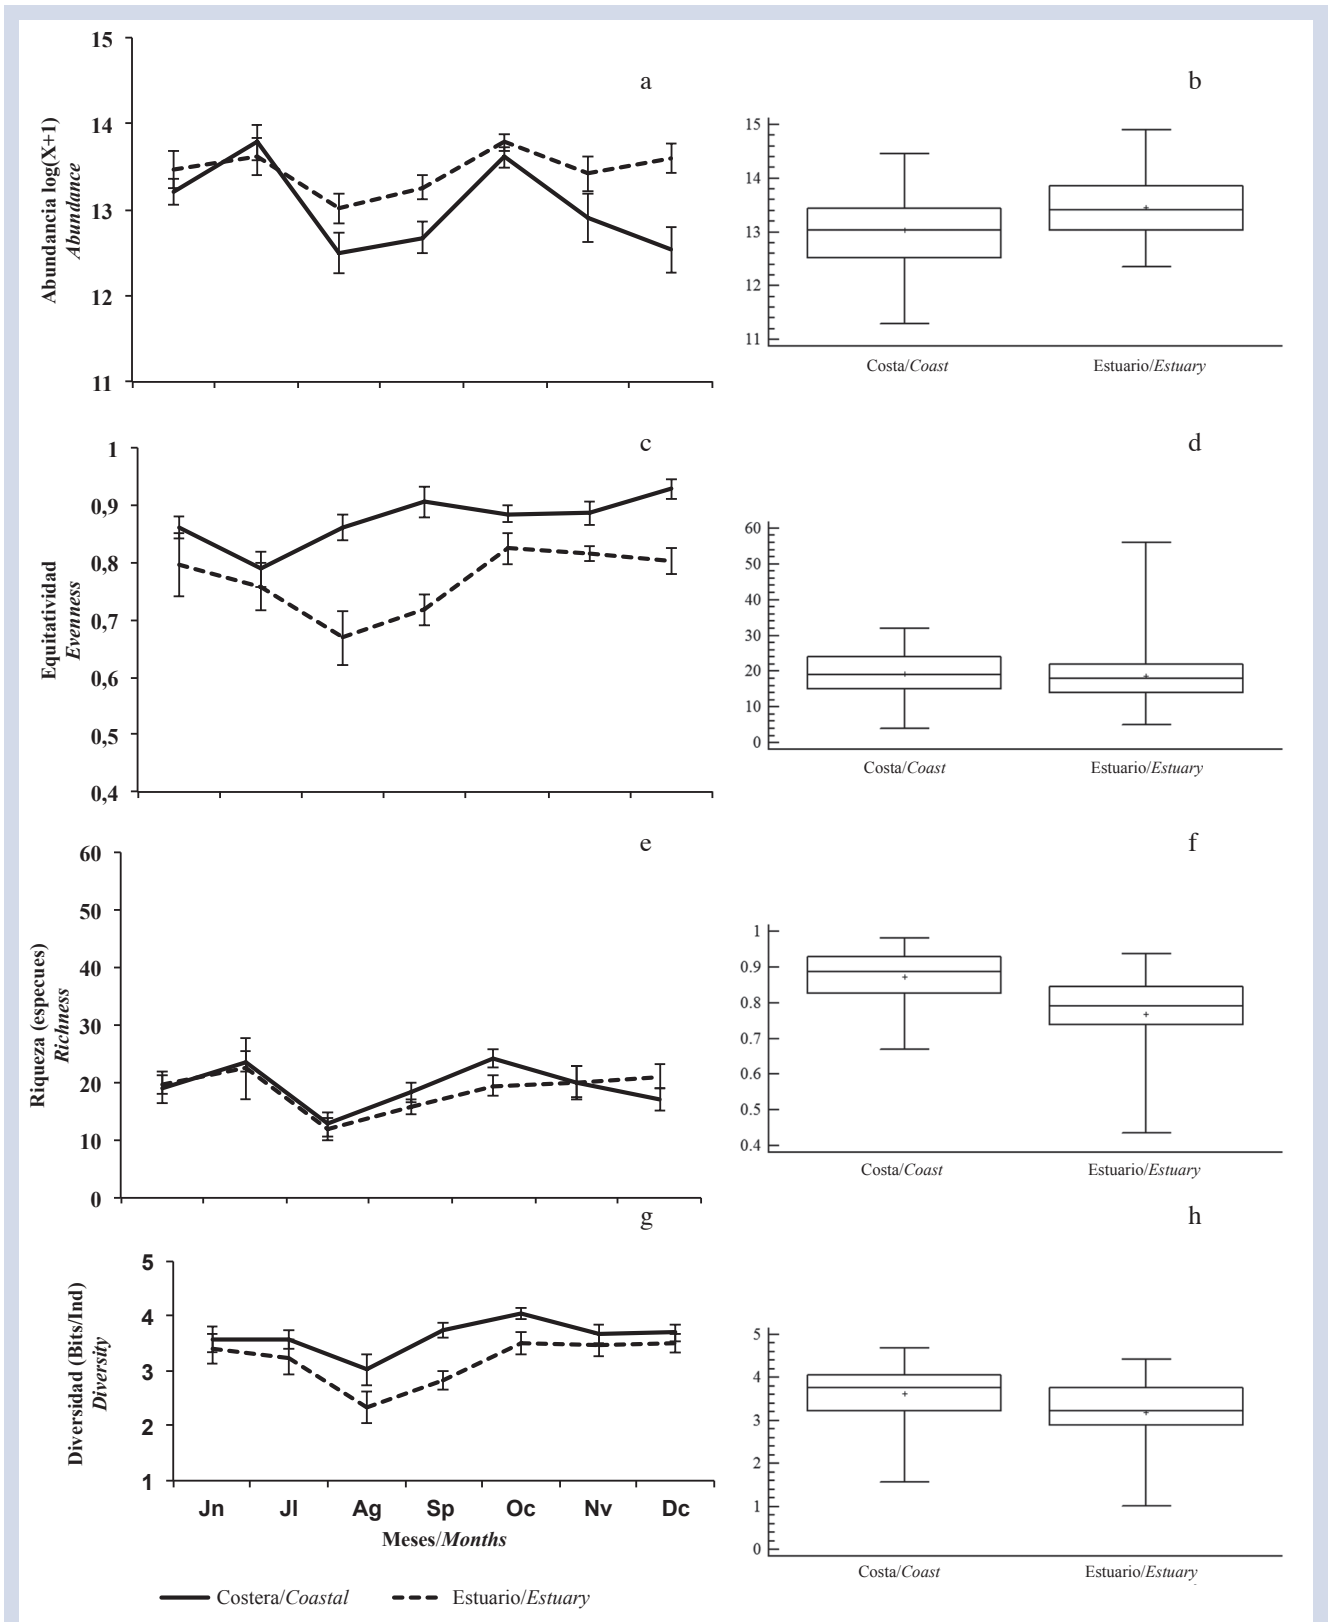 a
15
14
13
12
11
Abundancia log(X+1)
Abundance
b
15
14
13
12
11
Costa/Coast
Estuario/Estuary
c
1
0,9
0,8
0,7
0,6
0,5
0,4
Equitatividad
Evenness
d
60
50
40
30
20
10
0
Costa/Coast
Estuario/Estuary
e
60
50
40
30
20
10
0
Riqueza (especues)
Richness
f
1
0.9
0.8
0.7
0.6
0.5
0.4
Costa/Coast
Estuario/Estuary
g
5
4
3
2
1
Diversidad (Bits/Ind)
Diversity
Jn Jl Ag Sp Oc Nv Dc
Meses/Months
h
5
4
3
2
1
0
Costa/Coast
Estuario/Estuary
Costera/Coastal
Estuario/Estuary